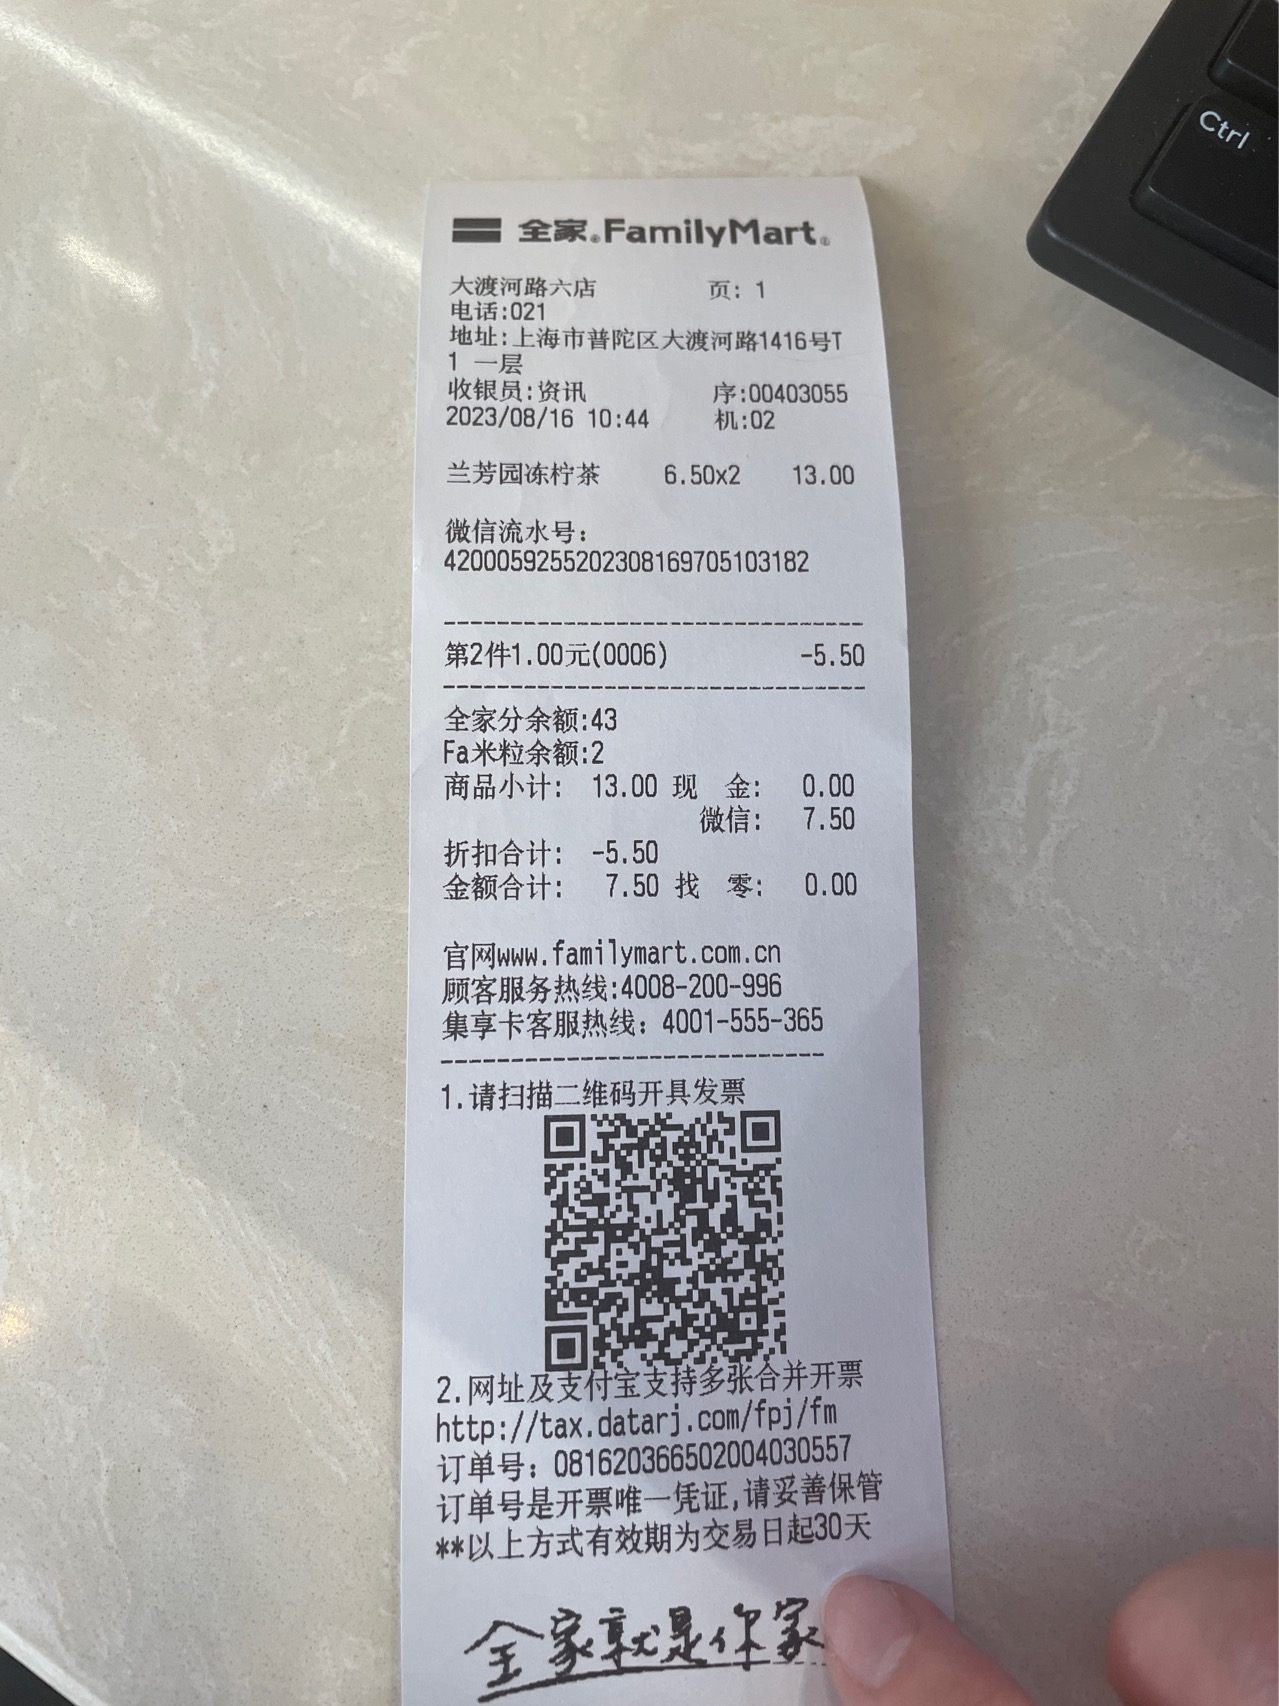 Ctrl
全家®FamilyMart®
大渡河路六店 页: 1
电话:021
地址:上海市普陀区大渡河路1416号T
1 一层
收银员:资讯 序:00403055
2023/08/16 10:44 机:02
兰芳园冻柠茶 6.50x2 13.00
微信流水号:
4200059255202308169705103182
第2件1.00元(0006) -5.50
全家分余额:43
Fa米粒余额:2
商品小计: 13.00 现 金: 0.00
微信: 7.50
折扣合计: -5.50
金额合计: 7.50 找 零: 0.00
官网www.familymart.com.cn
顾客服务热线:4008-200-996
集享卡客服热线: 4001-555-365
1.请扫描二维码开具发票
2.网址及支付宝支持多张合并开票
http://tax.datarj.com/fpj/fm
订单号: 081620366502004030557
订单号是开票唯一凭证,请妥善保管
**以上方式有效期为交易日起30天
全家就是你家